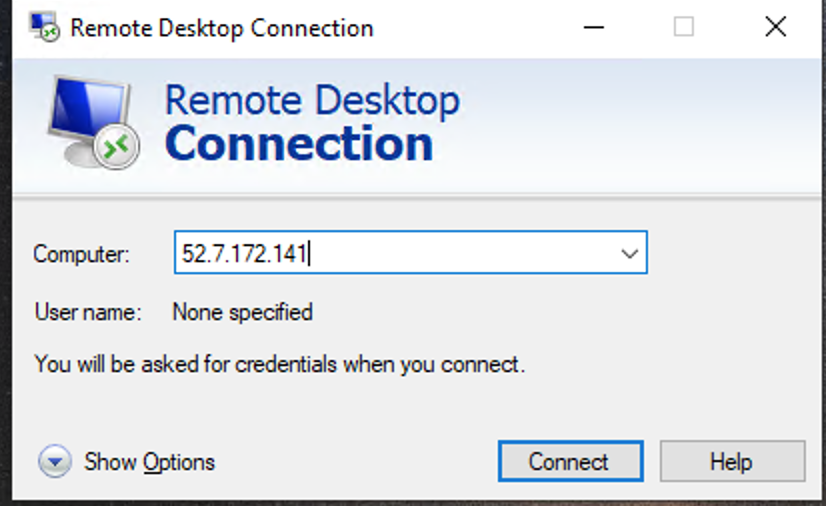 Remote Desktop Connection
Remote Desktop
Connection
Computer: 52.7.172.141
User name: None specified
You will be asked for credentials when you connect.
Show Options Connect Help